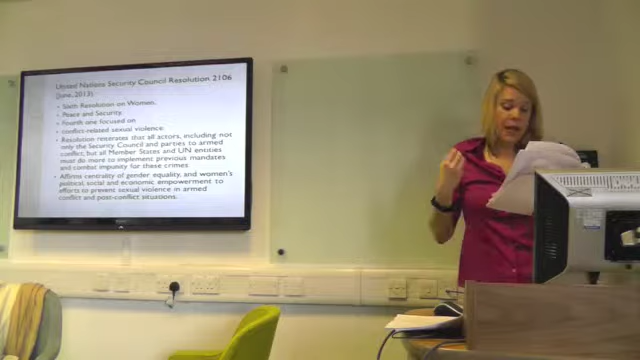 United Nations Security Council Resolution 2106
(June, 2013)
Sixth Resolution on Women,
Peace and Security.
Fourth one focused on
conflict-related sexual violence.
Resolution reiterates that all actors, including not
only the Security Council and parties to armed
conflict, but all Member States and UN entities
must do more to implement previous mandates
and combat impunity for these crimes
Affirms centrality of gender equality, and women's
political, social and economic empowerment to
efforts to prevent sexual violence in armed
conflict and post-conflict situations.